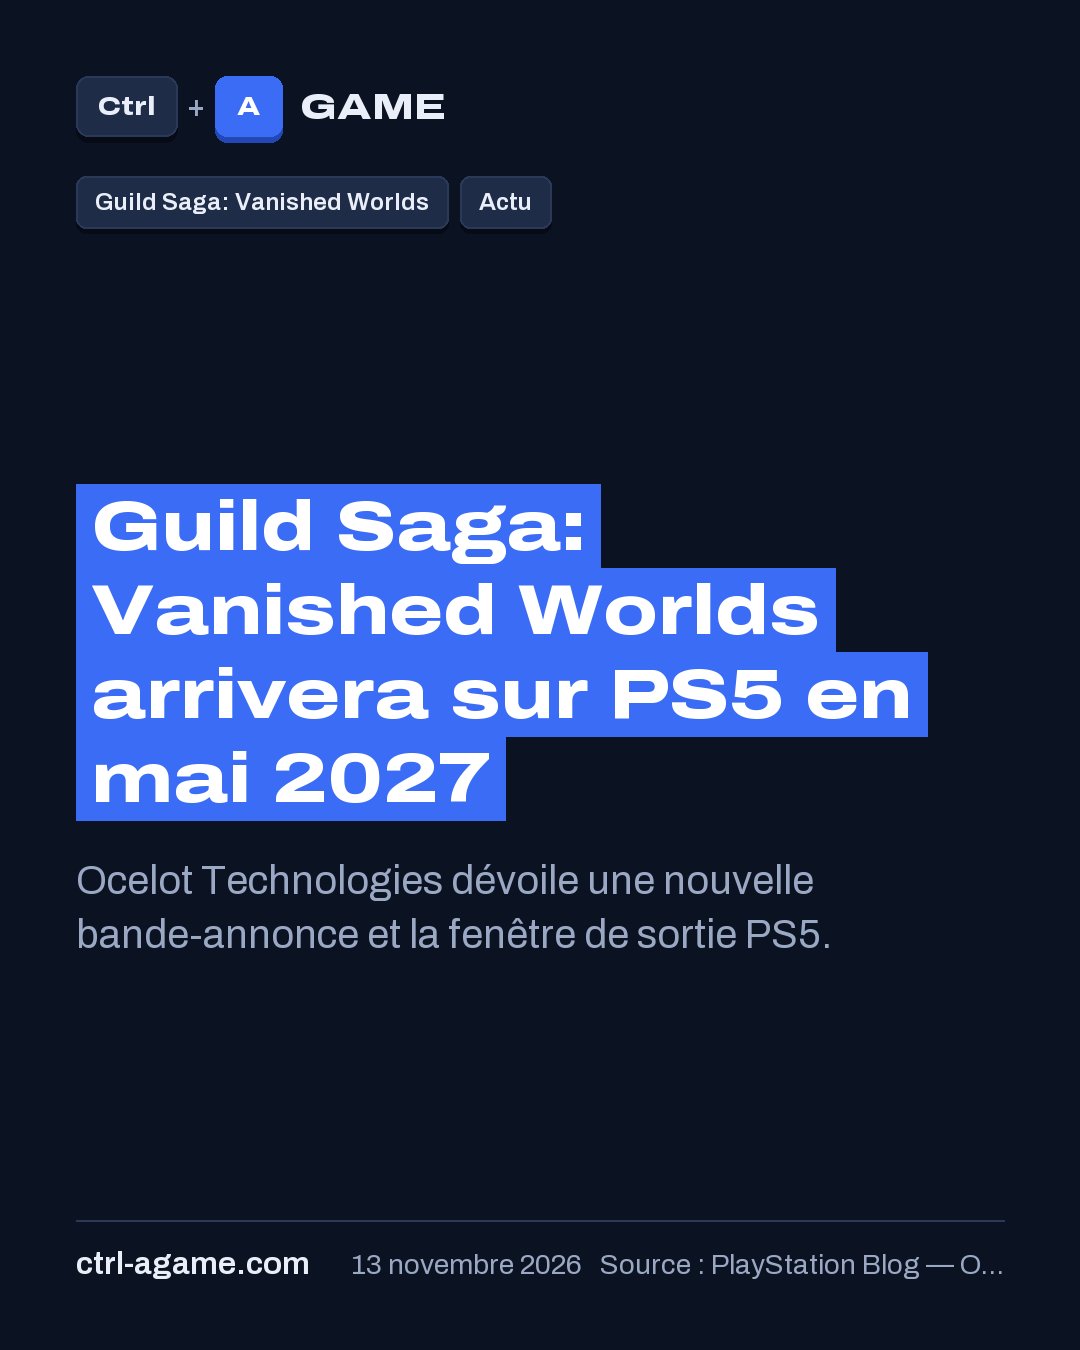 Ctrl + A GAME
Guild Saga: Vanished Worlds Actu
Guild Saga:
Vanished Worlds
arrivera sur PS5 en
mai 2027
Ocelot Technologies dévoile une nouvelle
bande-annonce et la fenêtre de sortie PS5.
ctrl-agame.com 13 novembre 2026 Source : PlayStation Blog — O...